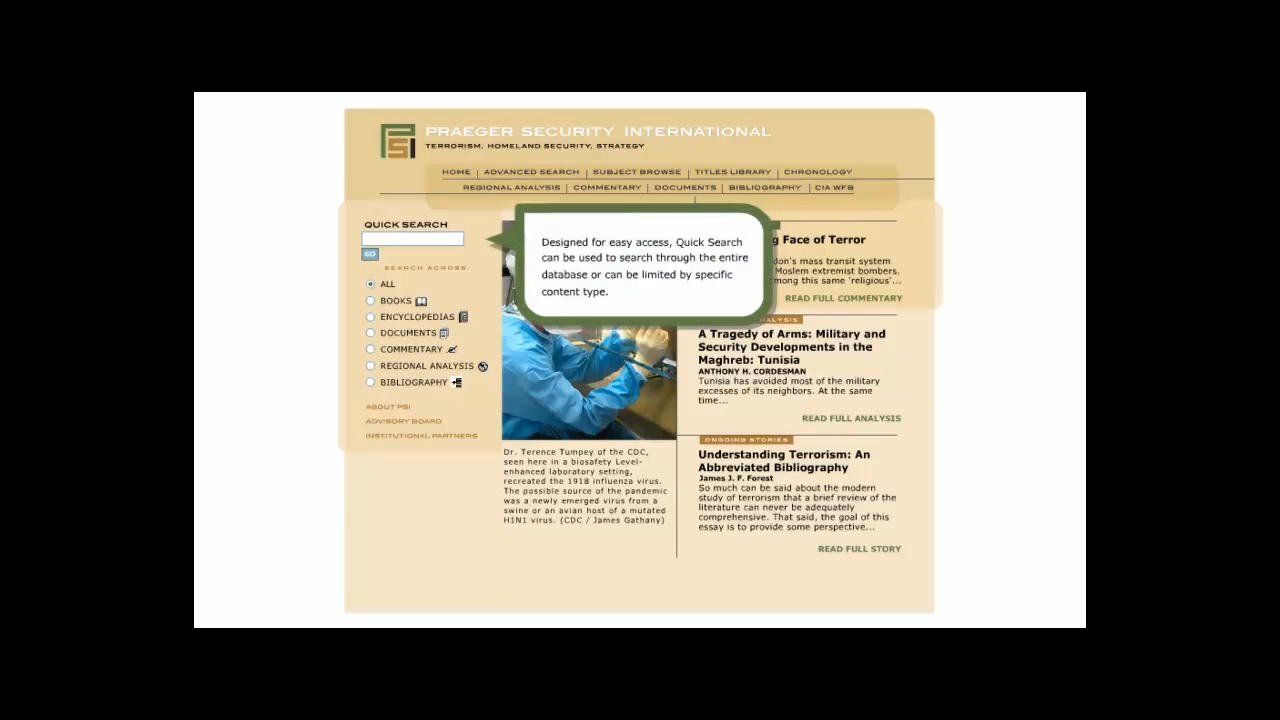 PSI
PRAEGER SECURITY INTERNATIONAL
TERRORISM, HOMELAND SECURITY, STRATEGY
HOME | ADVANCED SEARCH | SUBJECT BROWSE | TITLES LIBRARY | CHRONOLOGY
REGIONAL ANALYSIS | COMMENTARY | DOCUMENTS | BIBLIOGRAPHY | CIA WFB
QUICK SEARCH
GO
SEARCH ACROSS:
ALL
BOOKS
ENCYCLOPEDIAS
DOCUMENTS
COMMENTARY
REGIONAL ANALYSIS
BIBLIOGRAPHY
ABOUT PSI
ADVISORY BOARD
INSTITUTIONAL PARTNERS
Designed for easy access, Quick Search
can be used to search through the entire
database or can be limited by specific
content type.
Dr. Terence Tumpey of the CDC,
seen here in a biosafety Level-
enhanced laboratory setting,
recreated the 1918 influenza virus.
The possible source of the pandemic
was a newly emerged virus from a
swine or an avian host of a mutated
H1N1 virus. (CDC / James Gathany)
Face of Terror
mass transit system
Moslem extremist bombers.
this same 'religious'...
READ FULL COMMENTARY
A Tragedy of Arms: Military and
Security Developments in the
Maghreb: Tunisia
ANTHONY H. CORDESMAN
Tunisia has avoided most of the military
excesses of its neighbors. At the same
time...
READ FULL ANALYSIS
ONGOING STORIES
Understanding Terrorism: An
Abbreviated Bibliography
James J. F. Forest
So much can be said about the modern
study of terrorism that a brief review of the
literature can never be adequately
comprehensive. That said, the goal of this
essay is to provide some perspective...
READ FULL STORY